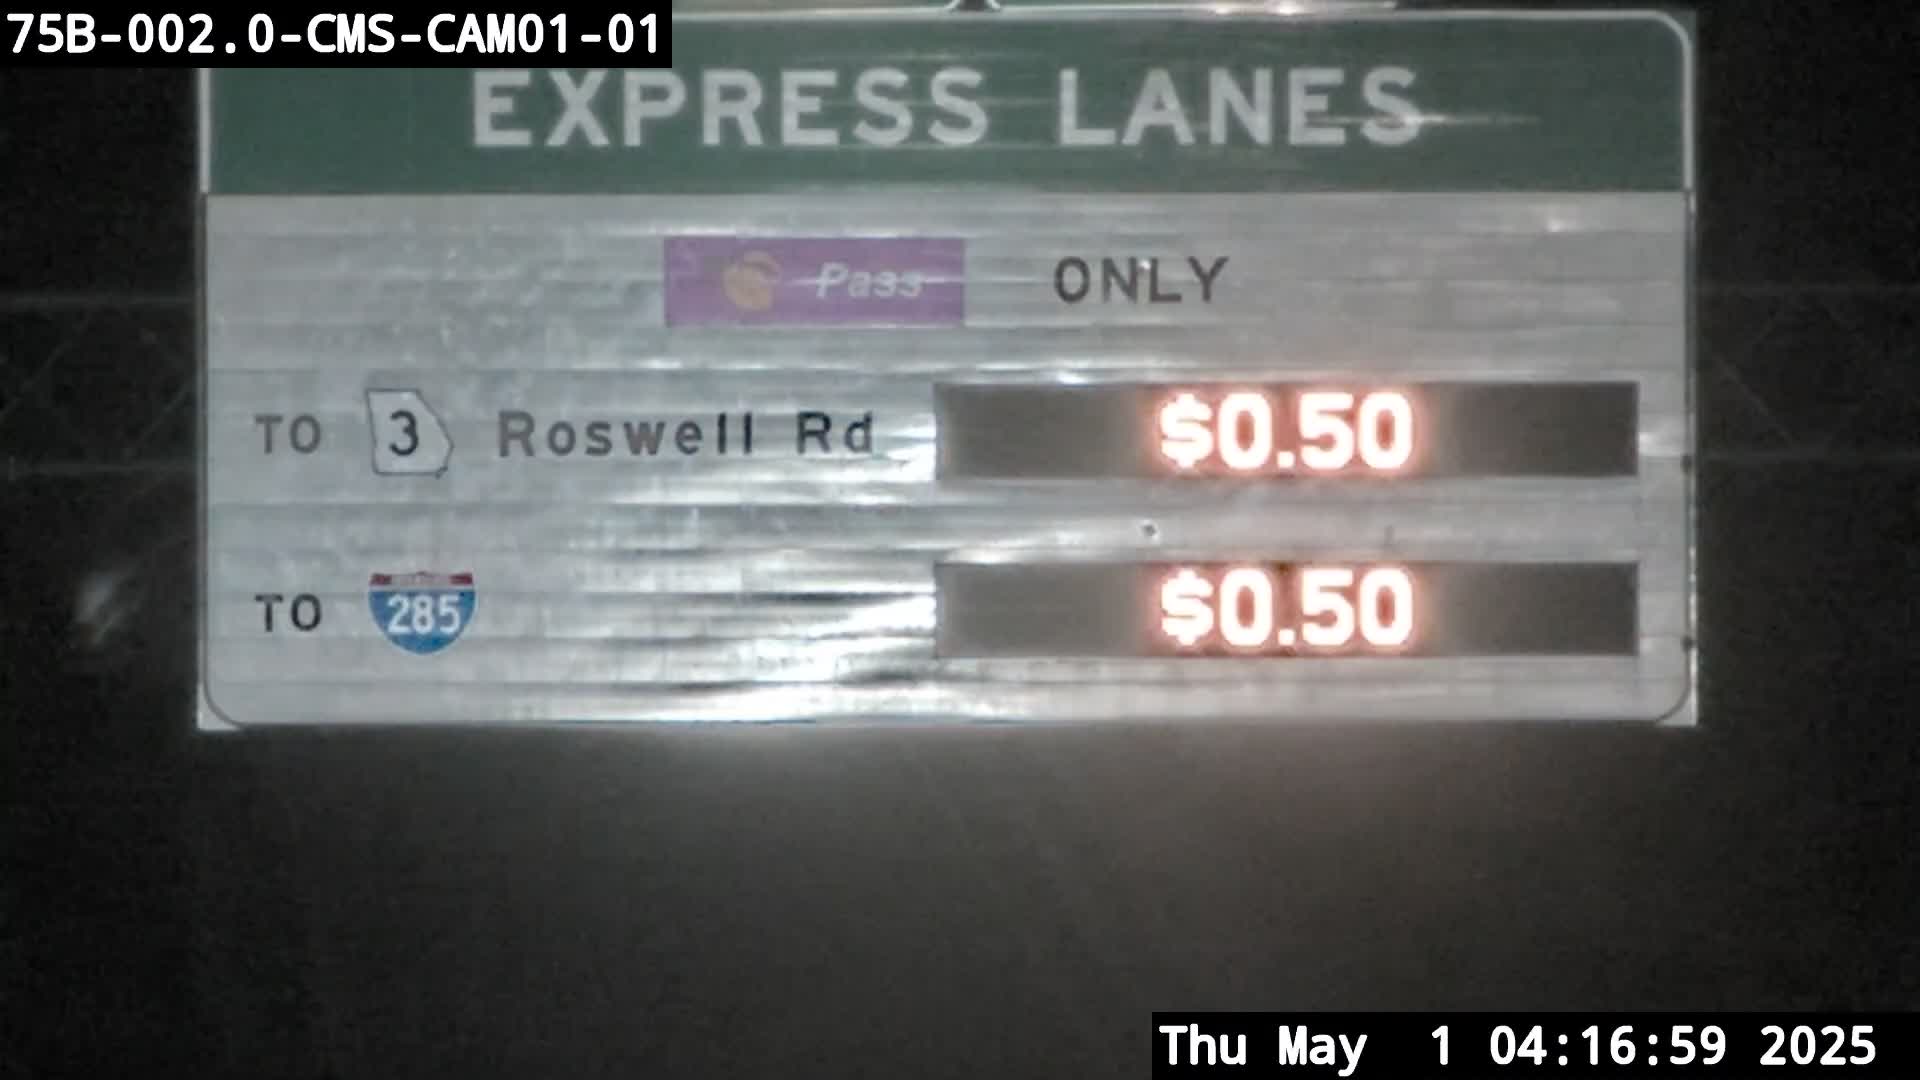 75B-002.0-CMS-CAM01-01
EXPRESS LANES
Pass ONLY
TO 3 Roswell Rd $0.50
TO 285 $0.50
Thu May 1 04:16:59 2025